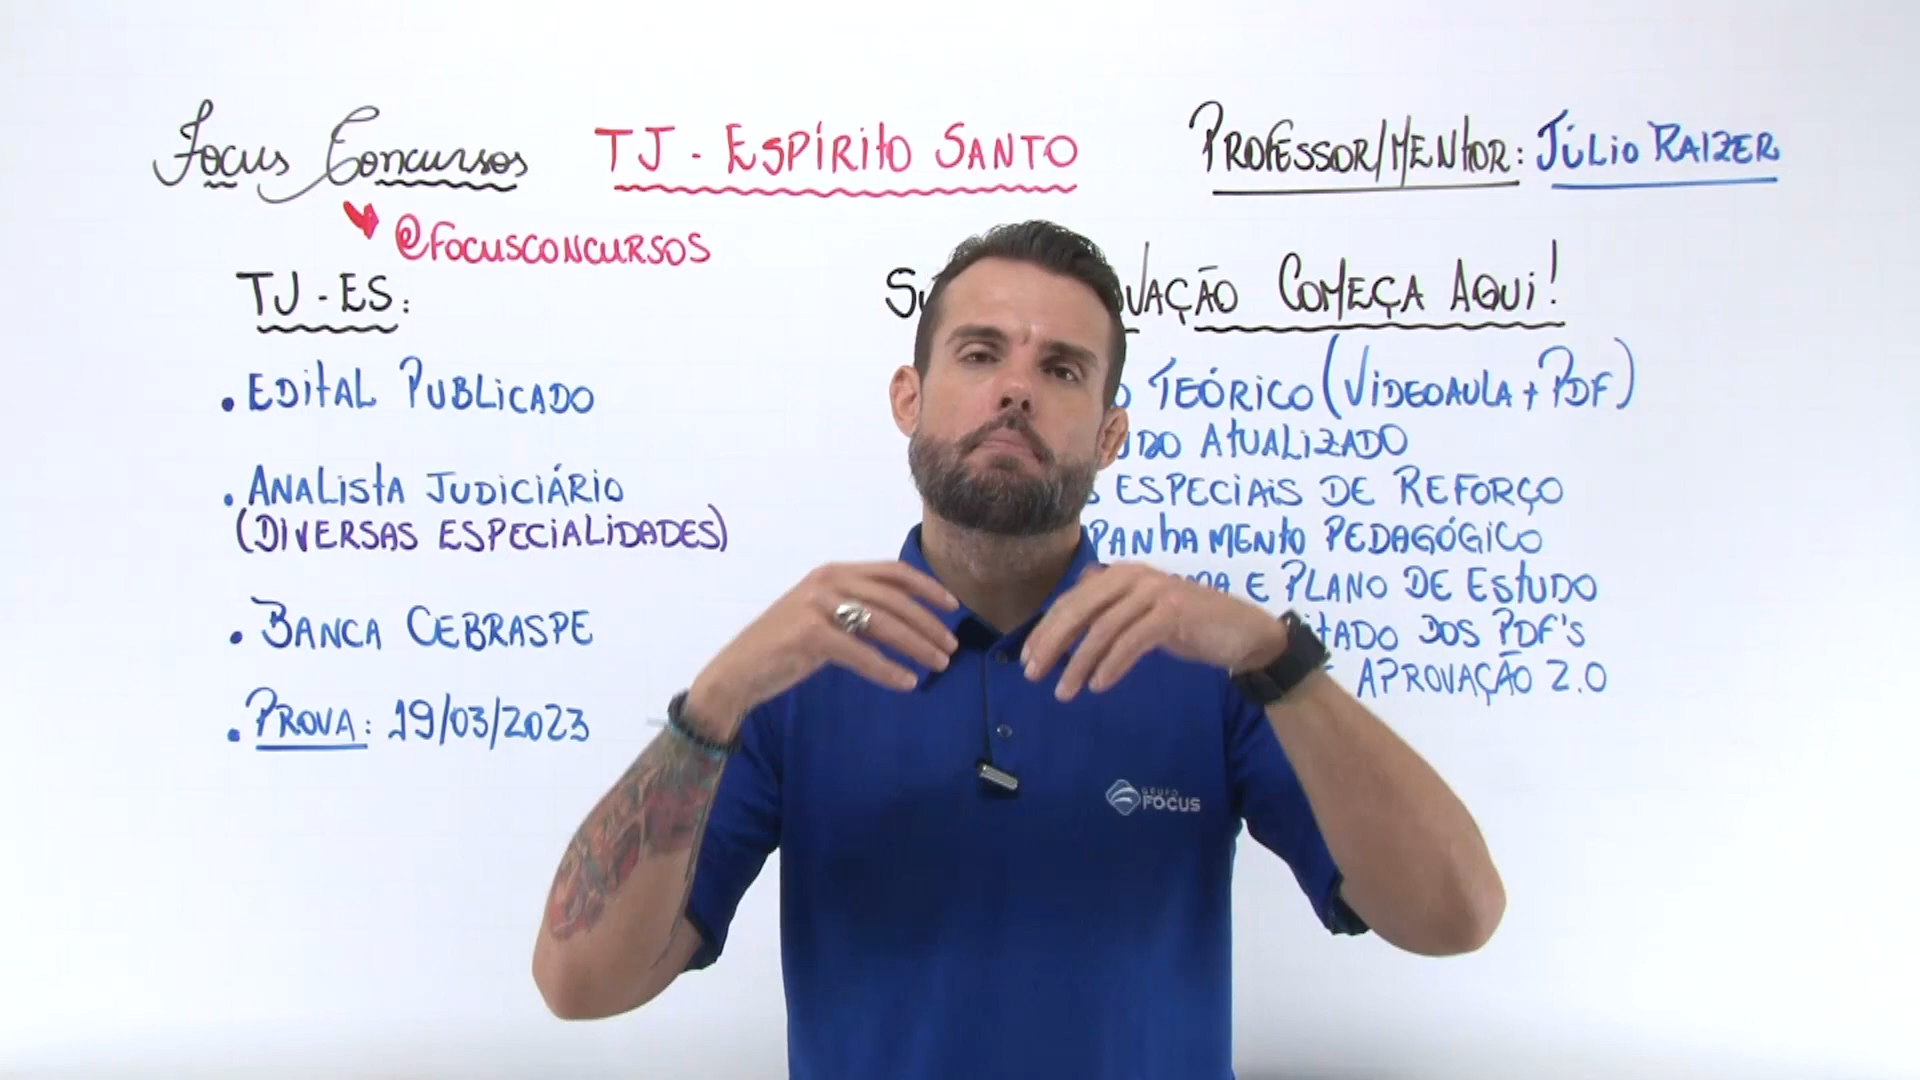 Focus Concursos
TJ - Espírito Santo
Professor/Mentor: Júlio Raizer
@focusconcursos
TJ - ES:
• Edital Publicado
• Analista Judiciário
(Diversas especialidades)
• Banca Cebraspe
• Prova: 19/03/2023
Começa Aqui!
Teórico (Videoaula + PDF)
Atualizado
especiais de Reforço
Pedagógico
e Plano de Estudo
dos PDF's
Aprovação 2.0
GRUPO
FOCUS